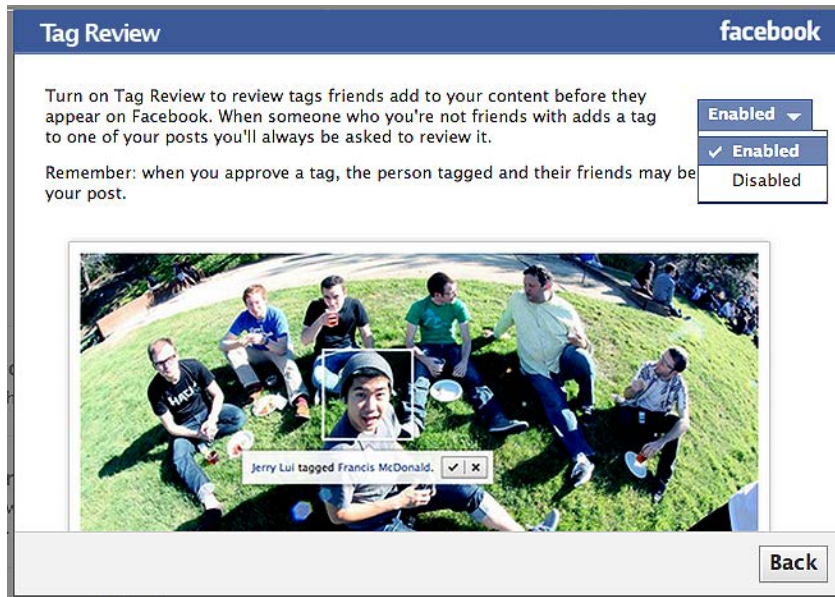 Tag Review
facebook
Turn on Tag Review to review tags friends add to your content before they
appear on Facebook. When someone who you're not friends with adds a tag
to one of your posts you'll always be asked to review it.
Enabled
Enabled
Disabled
Remember: when you approve a tag, the person tagged and their friends may be
your post.
HACK
Jerry Lui tagged Francis McDonald.
Back